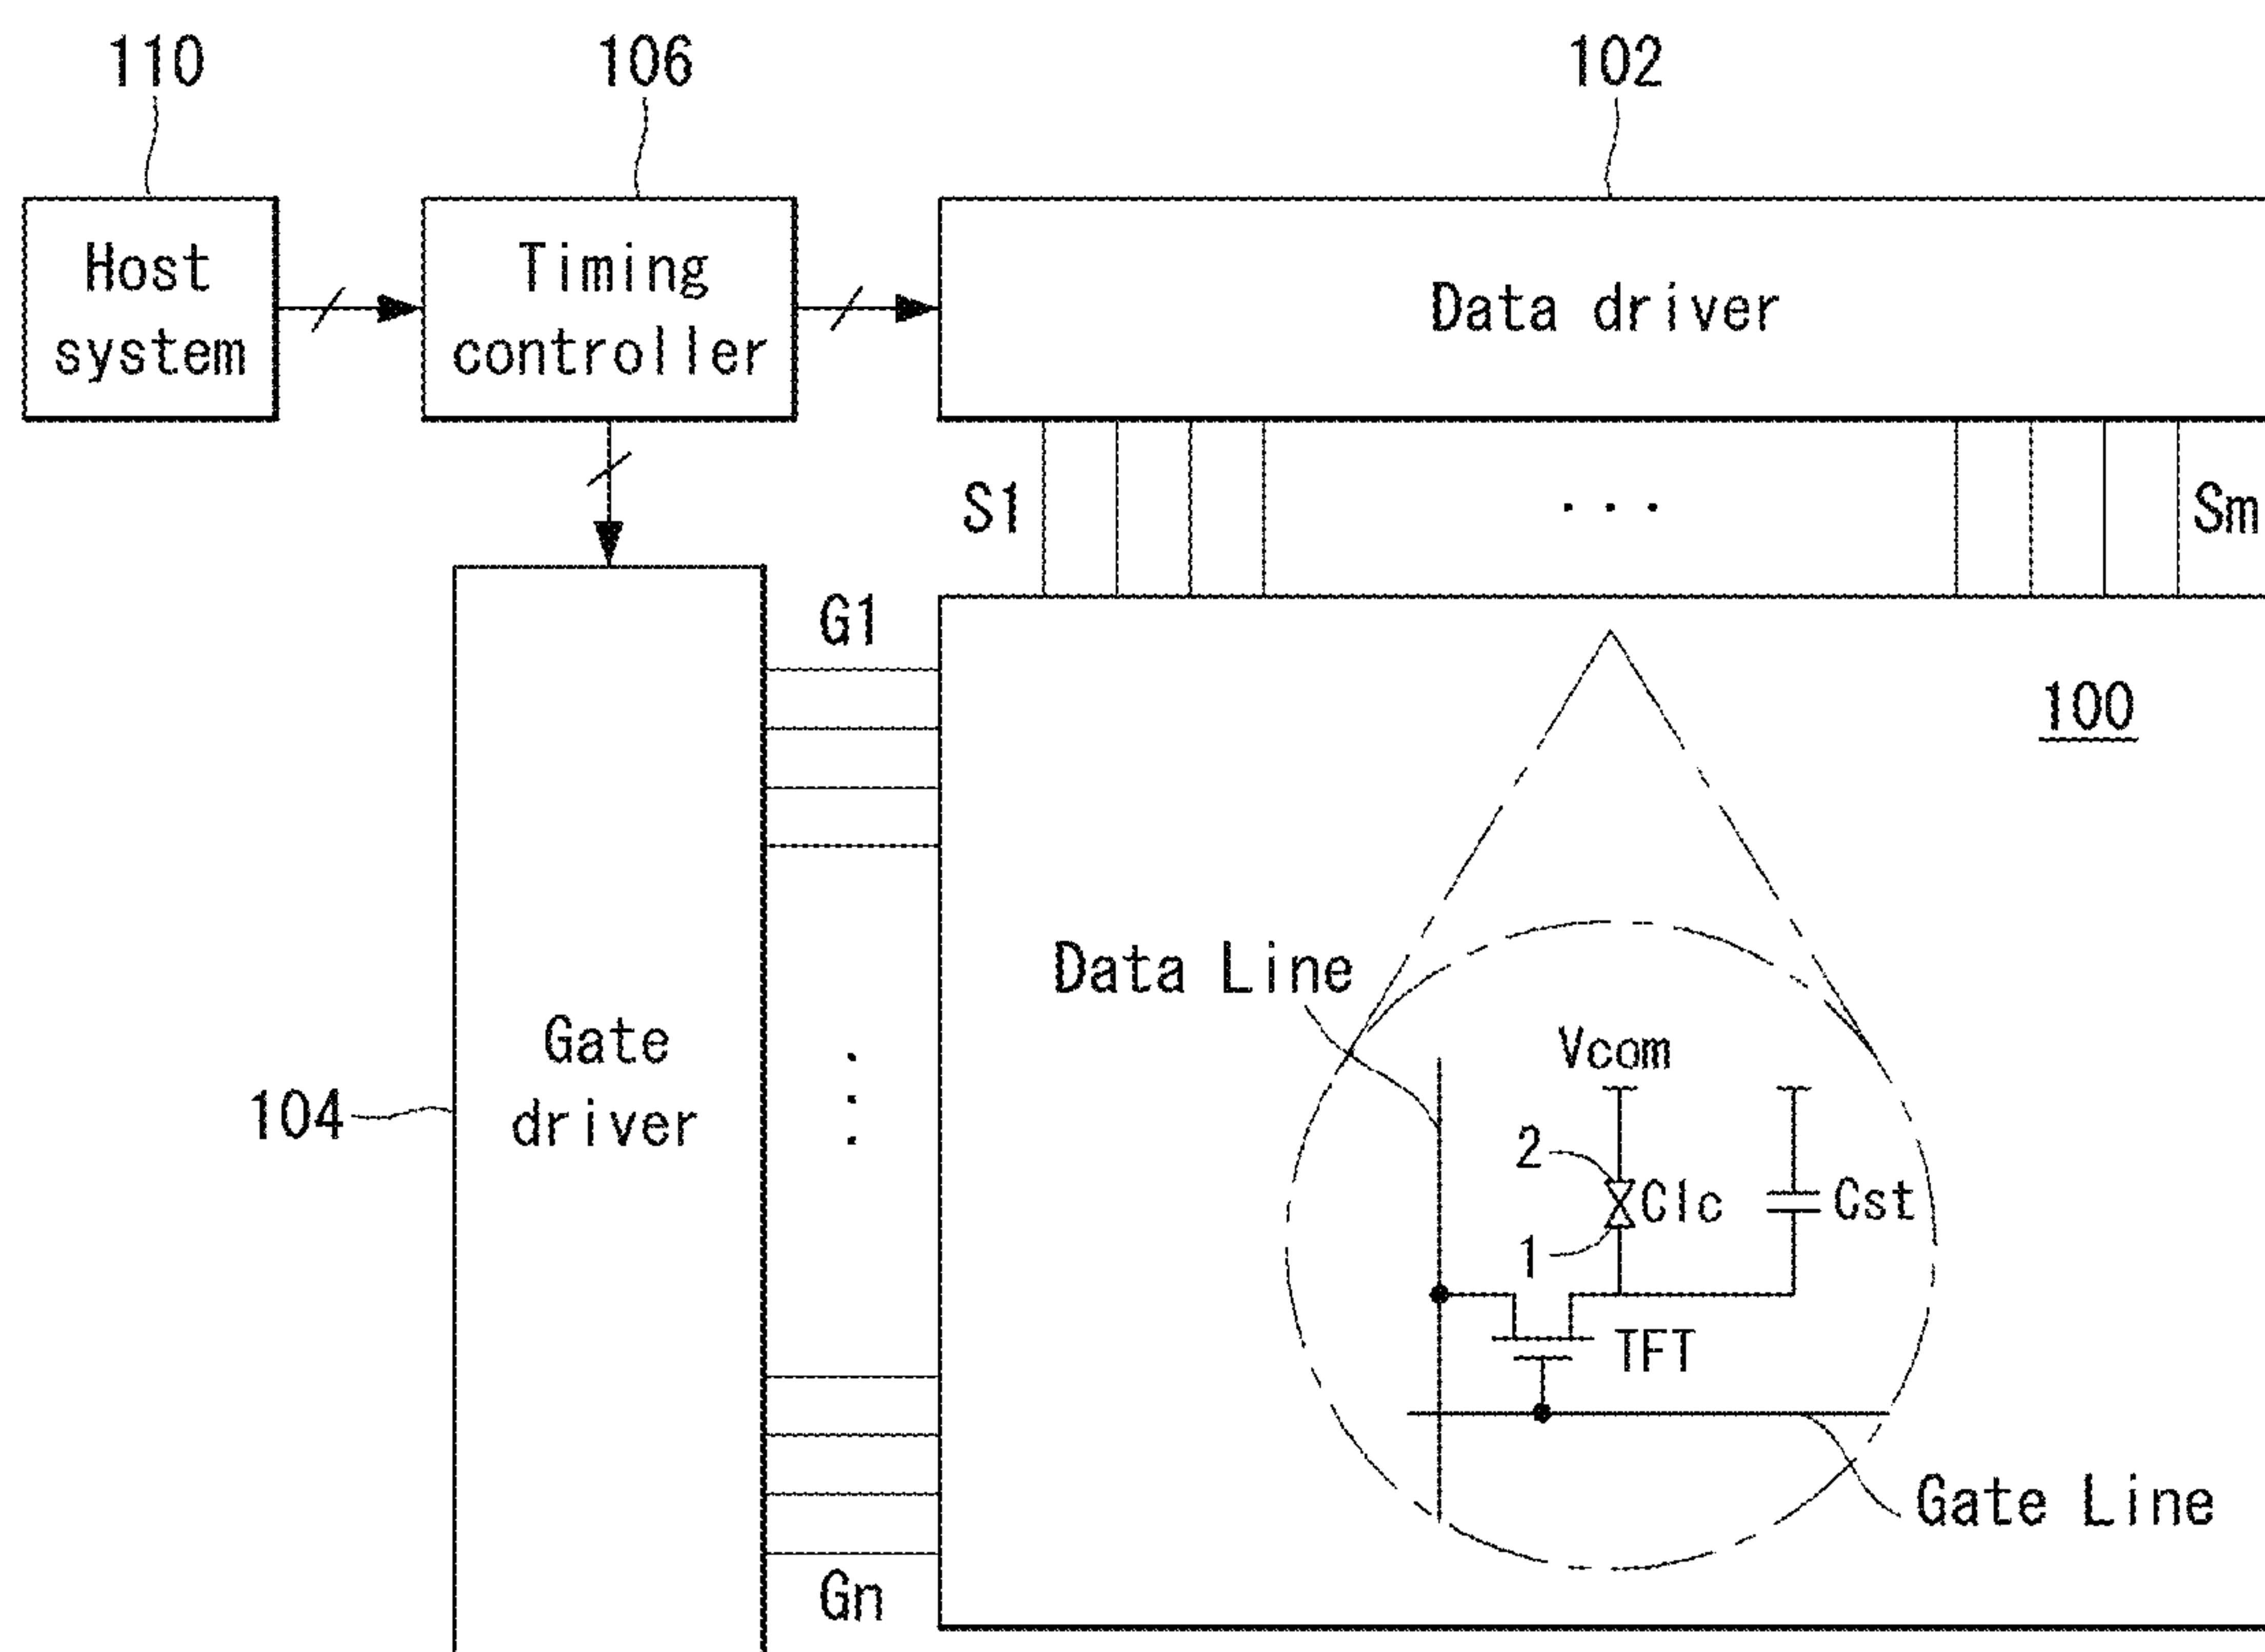 110
106
102
Host
system
Timing
controller
Data driver
S1
...
Sm
G1
100
Data Line
Vcom
Gate
driver
104
2
Clc
Cst
1
TFT
Gate Line
Gn